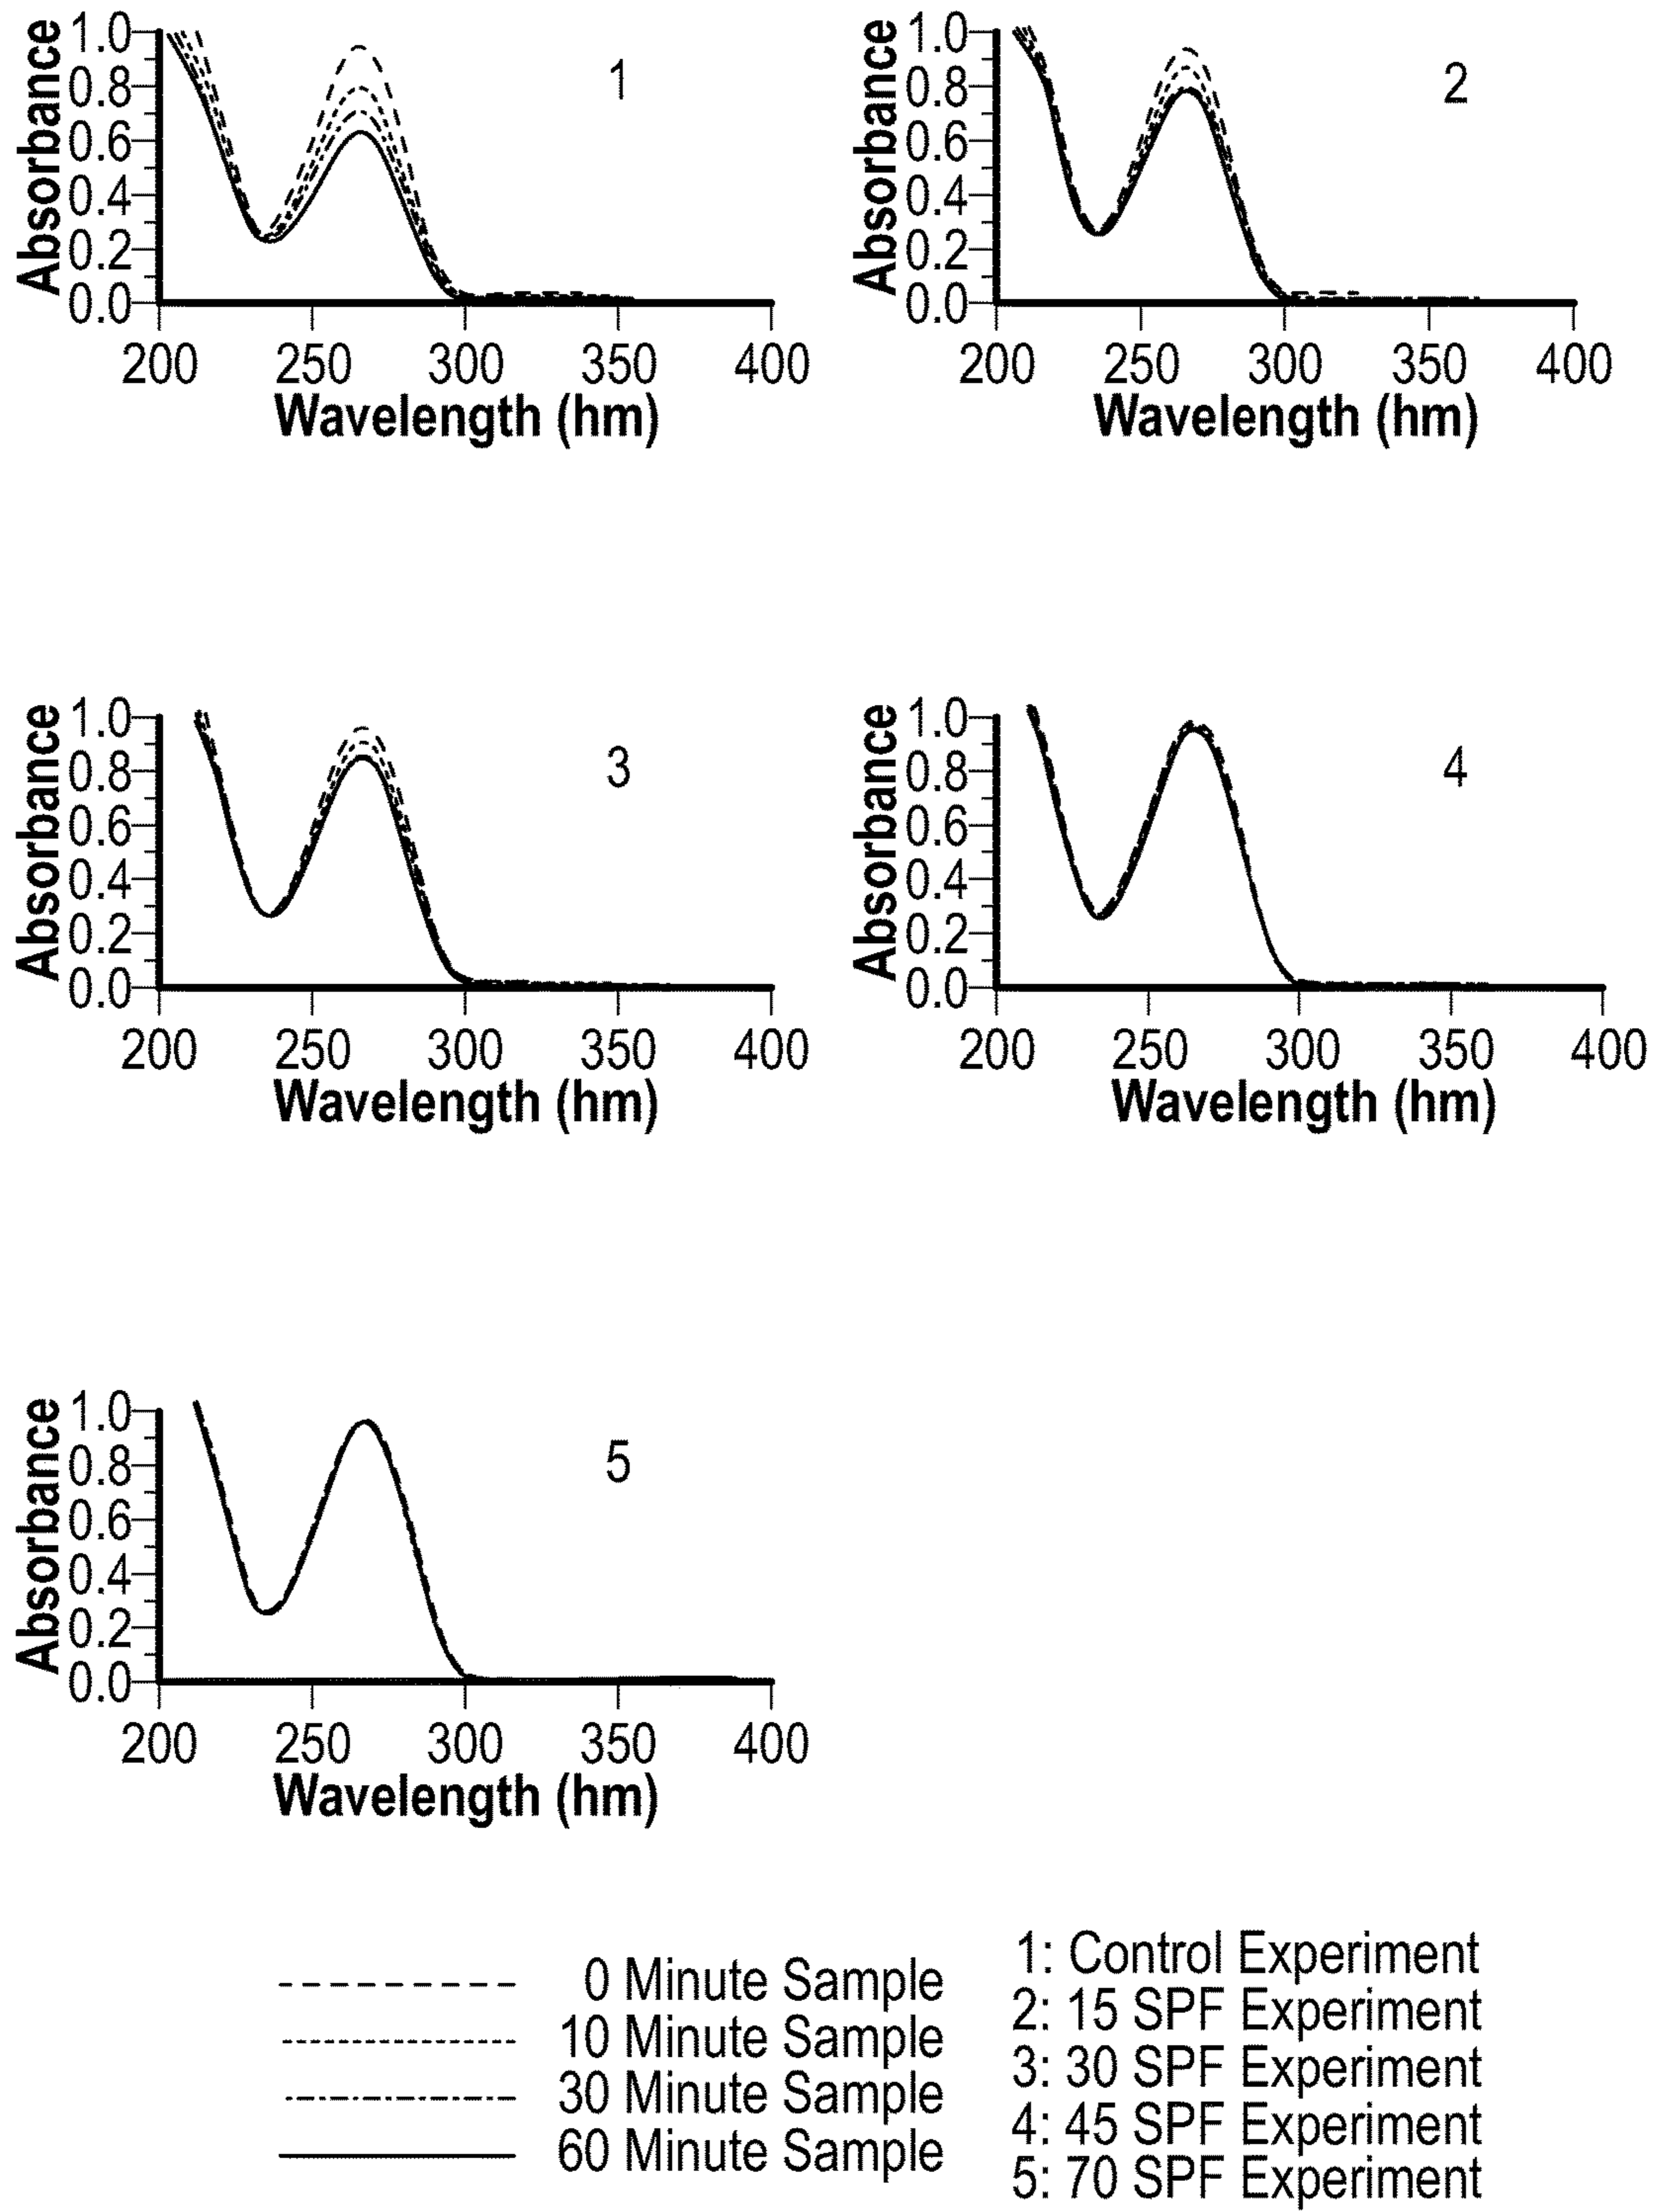 Absorbance
1.0
0.8
0.6
0.4
0.2
0.0
200 250 300 350 400
Wavelength (hm)
1
Absorbance
1.0
0.8
0.6
0.4
0.2
0.0
200 250 300 350 400
Wavelength (hm)
2
Absorbance
1.0
0.8
0.6
0.4
0.2
0.0
200 250 300 350 400
Wavelength (hm)
3
Absorbance
1.0
0.8
0.6
0.4
0.2
0.0
200 250 300 350 400
Wavelength (hm)
4
Absorbance
1.0
0.8
0.6
0.4
0.2
0.0
200 250 300 350 400
Wavelength (hm)
5
0 Minute Sample
10 Minute Sample
30 Minute Sample
60 Minute Sample
1: Control Experiment
2: 15 SPF Experiment
3: 30 SPF Experiment
4: 45 SPF Experiment
5: 70 SPF Experiment